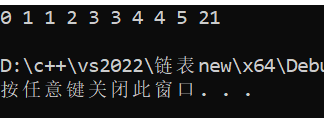 0 1 1 2 3 3 4 4 5 21
D:\c++\vs2022\链表new\x64\Debu
按任意键关闭此窗口. . .